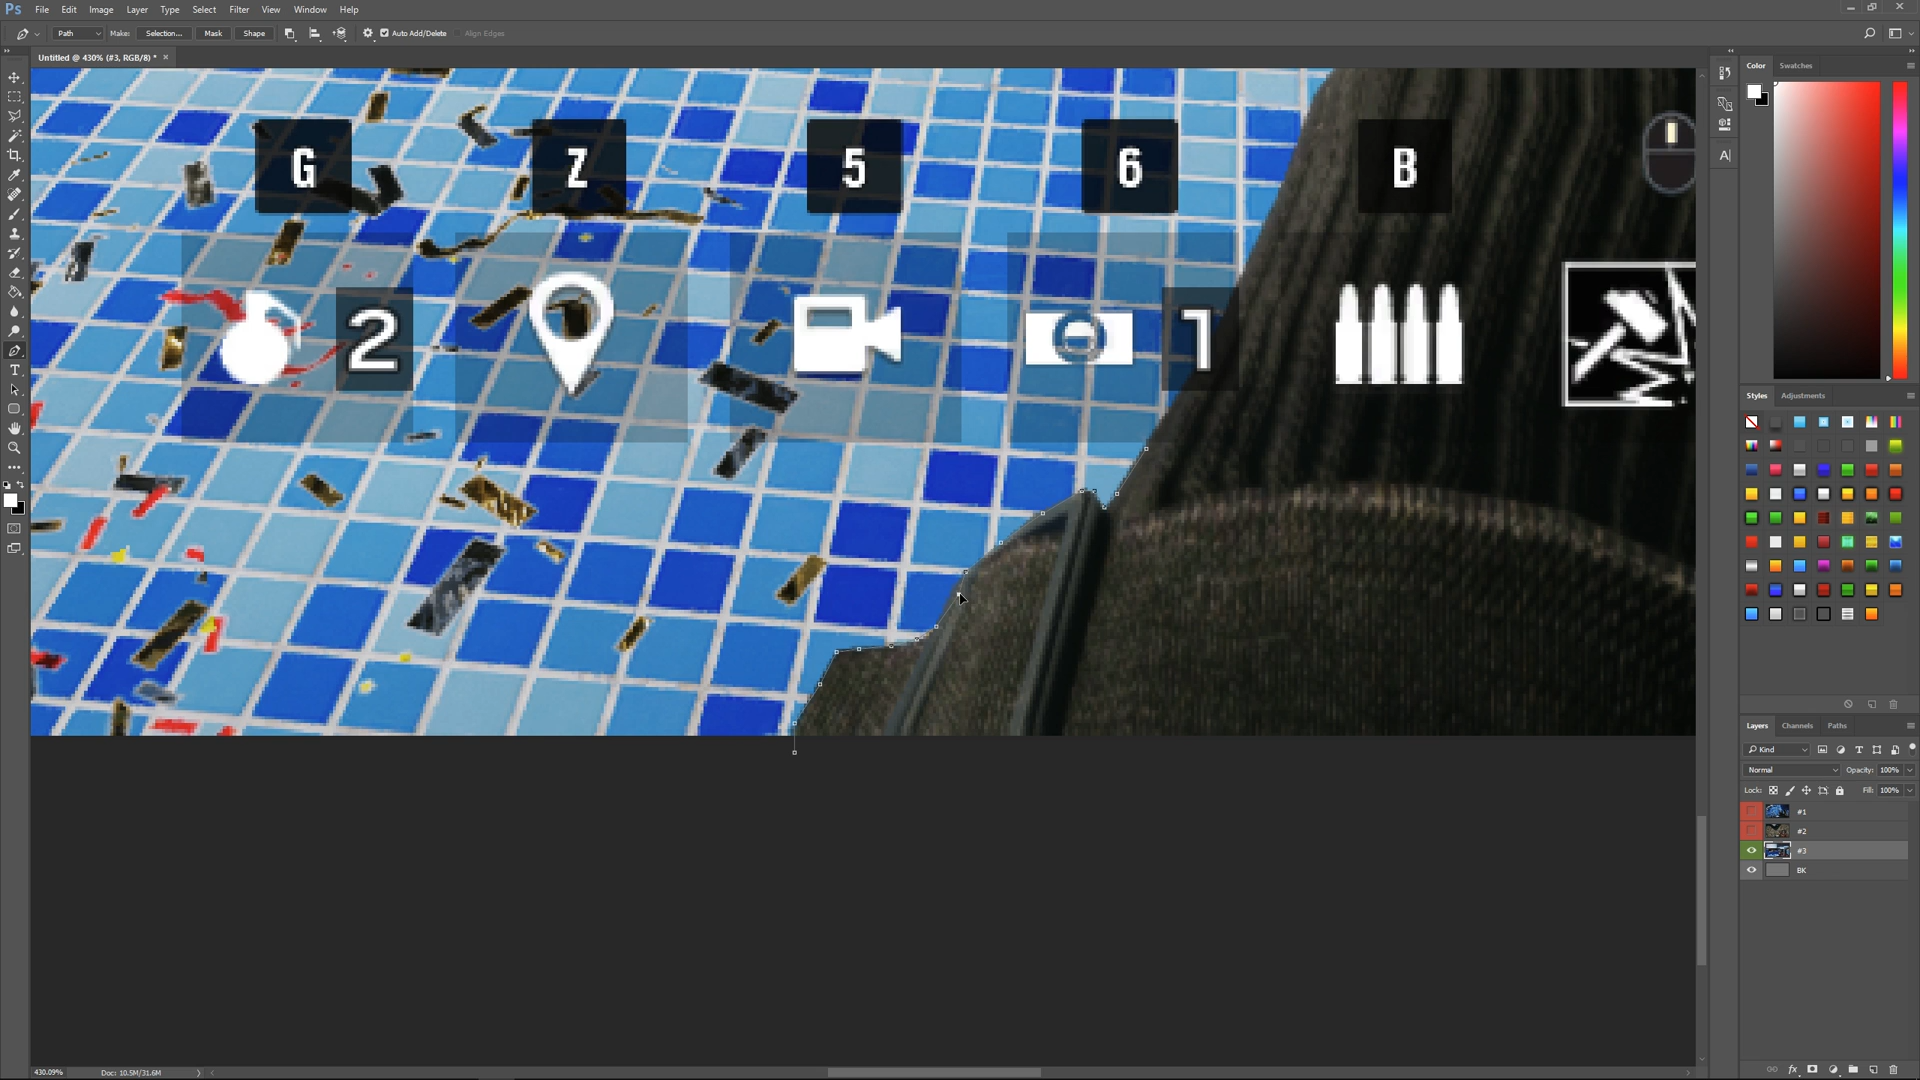 Ps File Edit Image Layer Type Select Filter View Window Help
Path Make: Selection... Mask Shape Auto Add/Delete Align Edges
Untitled @ 430% (#3, RGB/8) * ×
Color Swatches
G Z 5 6 B
2 1
Styles Adjustments
Layers Channels Paths
Kind
Normal Opacity: 100%
Lock: Fill: 100%
#1
#2
#3
BK
430.09% Doc: 10.5M/31.6M